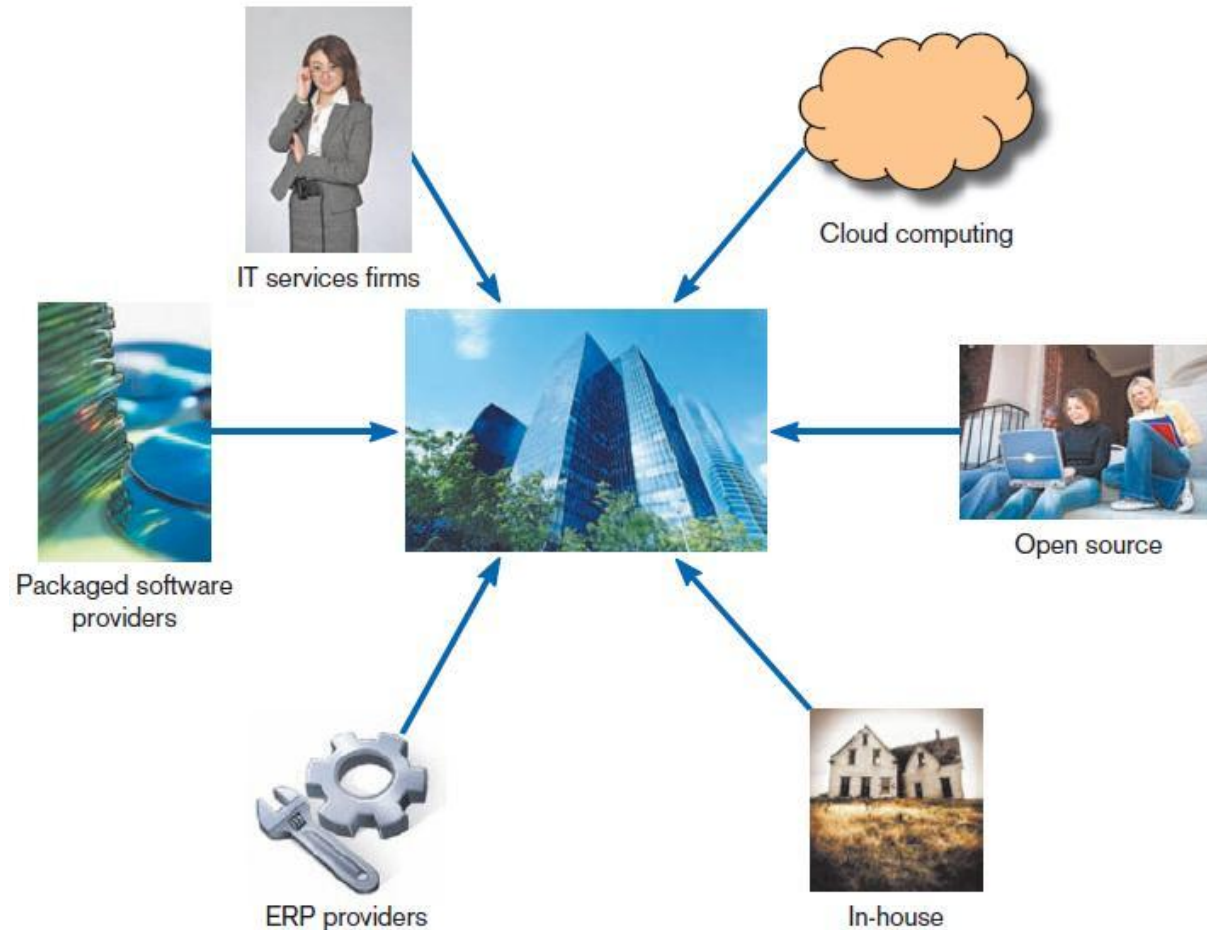 IT services firms
Cloud computing
Packaged software
providers
Open source
ERP providers
In-house